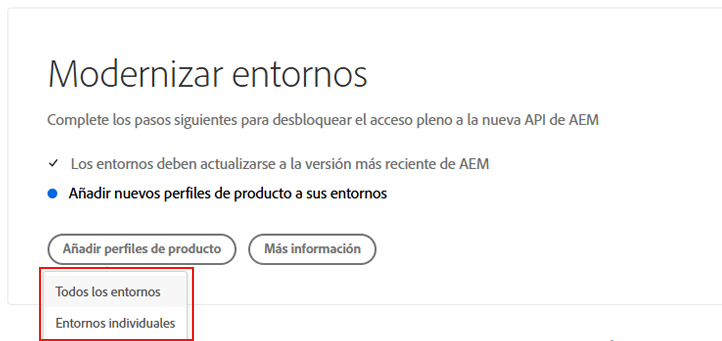 Modernizar entornos
Complete los pasos siguientes para desbloquear el acceso pleno a la nueva API de AEM
Los entornos deben actualizarse a la versión más reciente de AEM
Añadir nuevos perfiles de producto a sus entornos
Añadir perfiles de producto Más información
Todos los entornos
Entornos individuales